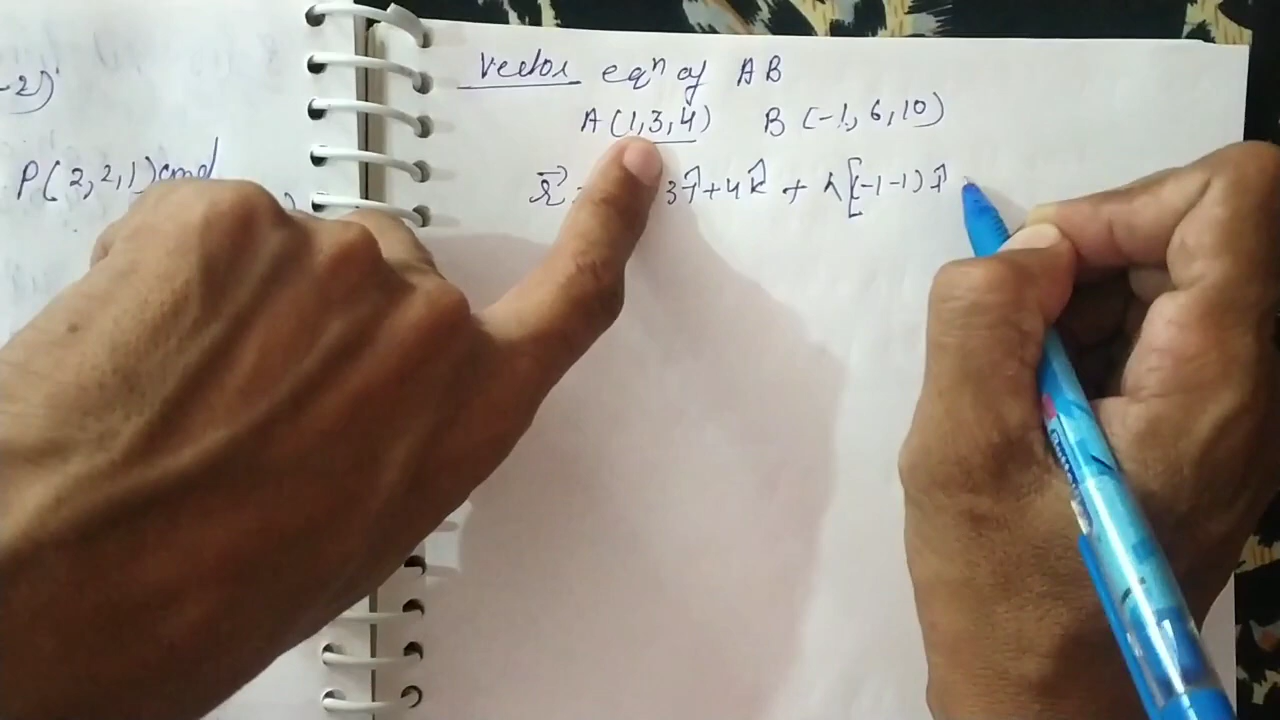 -2)
P(2,2,1) and
Vector eqⁿ of AB
A(1,3,4) B(-1,6,10)
r⃗ = 3ĵ+4k̂ + λ[(-1-1)î